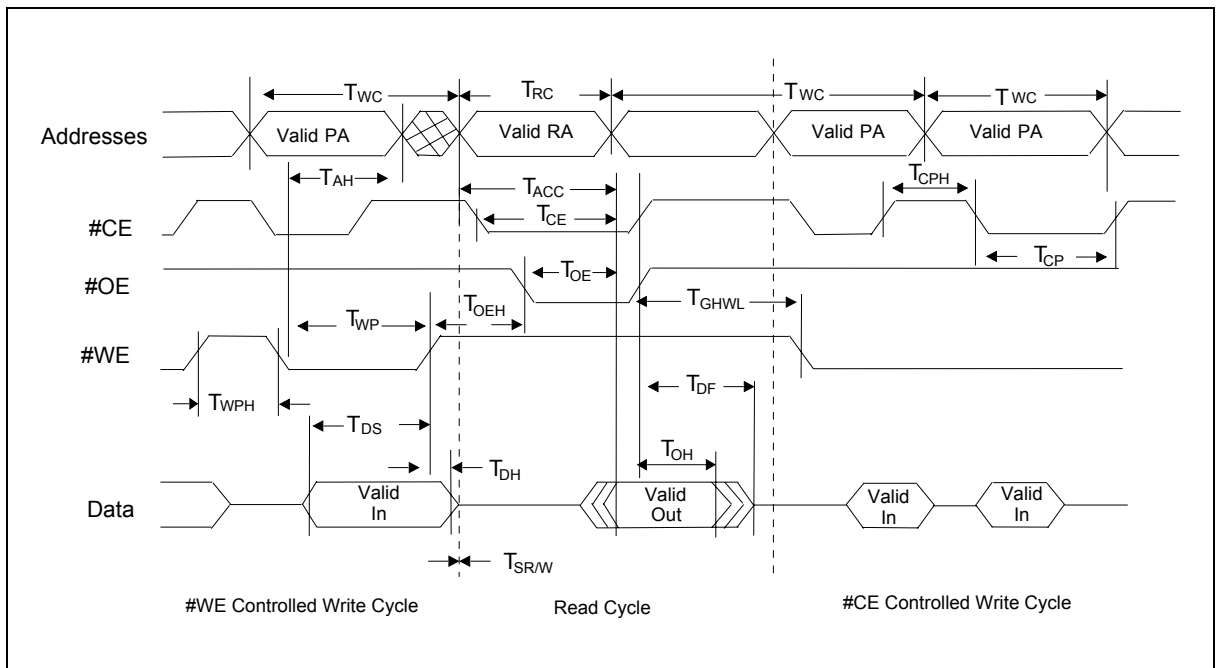 TWC TRC TWC TWC
Addresses Valid PA Valid RA Valid PA Valid PA
TAH TACC TCPH
#CE TCE
TCP
#OE TOE
TWP TOEH TGHWL
#WE
TWPH TDF
TDS
TDH TOH
Data Valid In Valid Out Valid In Valid In
TSR/W
#WE Controlled Write Cycle Read Cycle #CE Controlled Write Cycle